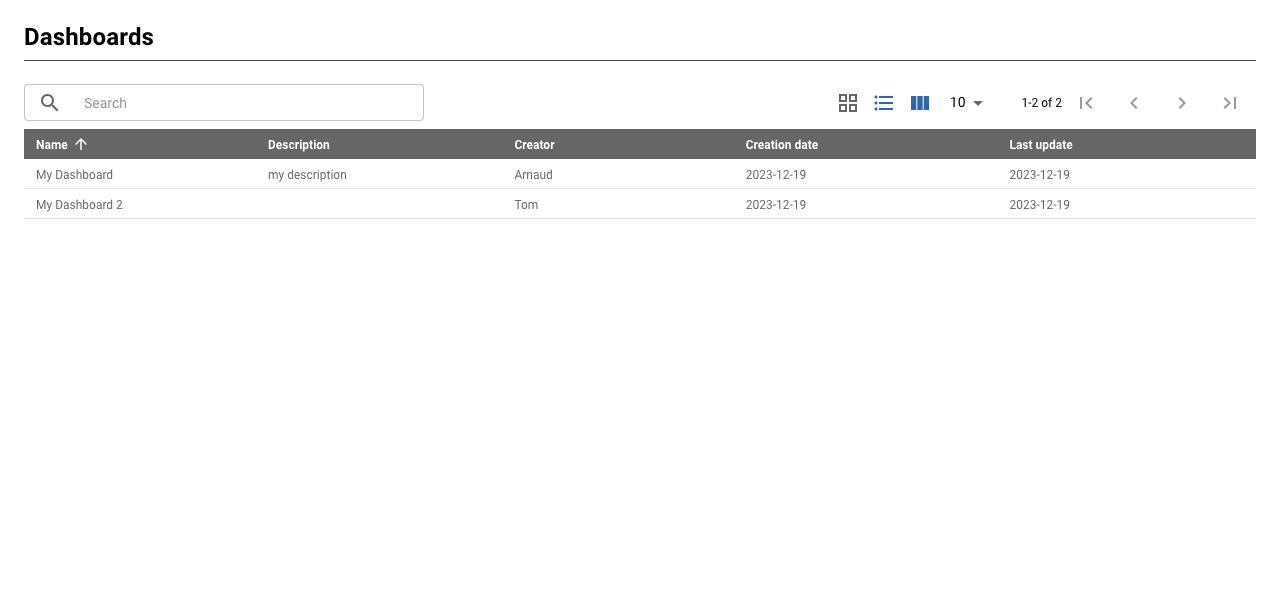 Dashboards
Search 10 1-2 of 2
Name Description Creator Creation date Last update
My Dashboard my description Arnaud 2023-12-19 2023-12-19
My Dashboard 2 Tom 2023-12-19 2023-12-19